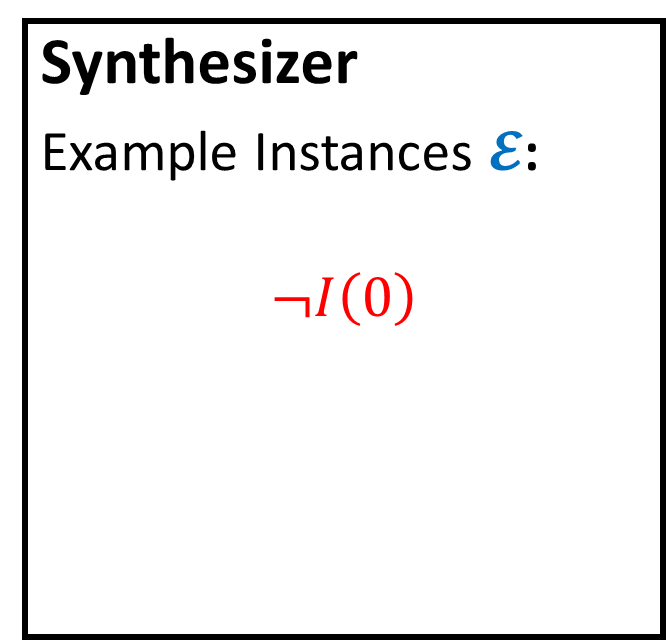 Synthesizer
Example Instances ℰ:
¬I(0)